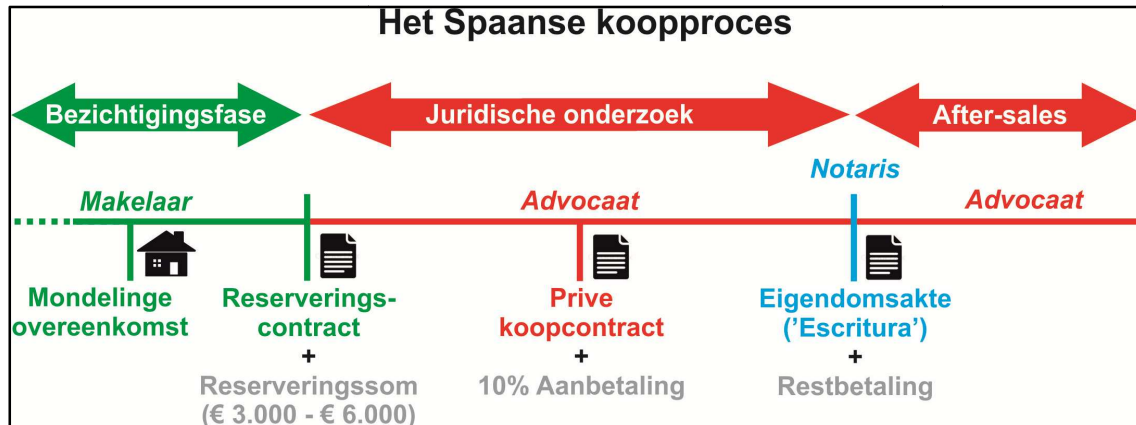 Het Spaanse koopproces
Bezichtigingsfase
Juridische onderzoek
After-sales
Notaris
Makelaar
Advocaat
Advocaat
Mondelinge
overeenkomst
Reserverings-
contract
+
Reserveringssom
(€ 3.000 - € 6.000)
Prive
koopcontract
+
10% Aanbetaling
Eigendomsakte
('Escritura')
+
Restbetaling